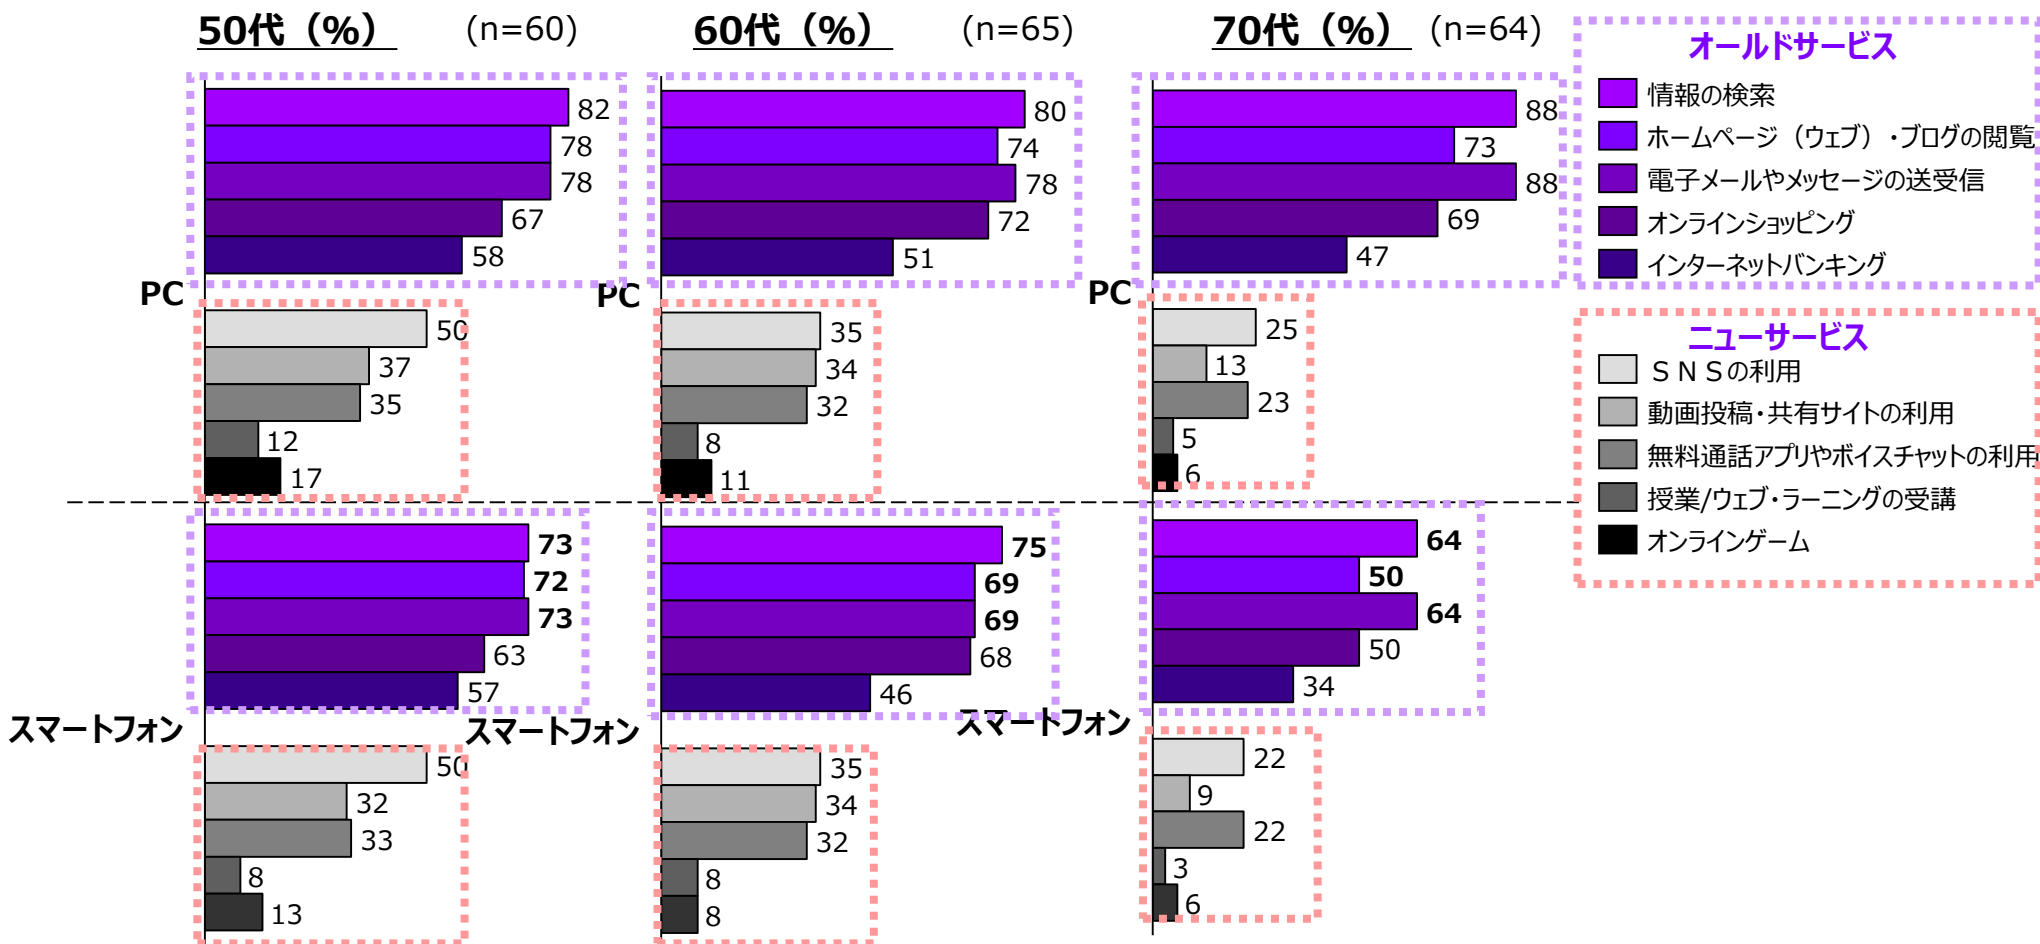 50代（%） (n=60)
60代（%） (n=65)
70代（%） (n=64)
PC
82
78
78
67
58
50
37
35
12
17
PC
80
74
78
72
51
35
34
32
8
11
PC
88
73
88
69
47
25
13
23
5
6
スマートフォン
73
72
73
63
57
50
32
33
8
13
スマートフォン
75
69
69
68
46
35
34
32
8
8
スマートフォン
64
50
64
50
34
22
9
22
3
6
オールドサービス
情報の検索
ホームページ（ウェブ）・ブログの閲覧
電子メールやメッセージの送受信
オンラインショッピング
インターネットバンキング
ニューサービス
ＳＮＳの利用
動画投稿・共有サイトの利用
無料通話アプリやボイスチャットの利用
授業/ウェブ・ラーニングの受講
オンラインゲーム